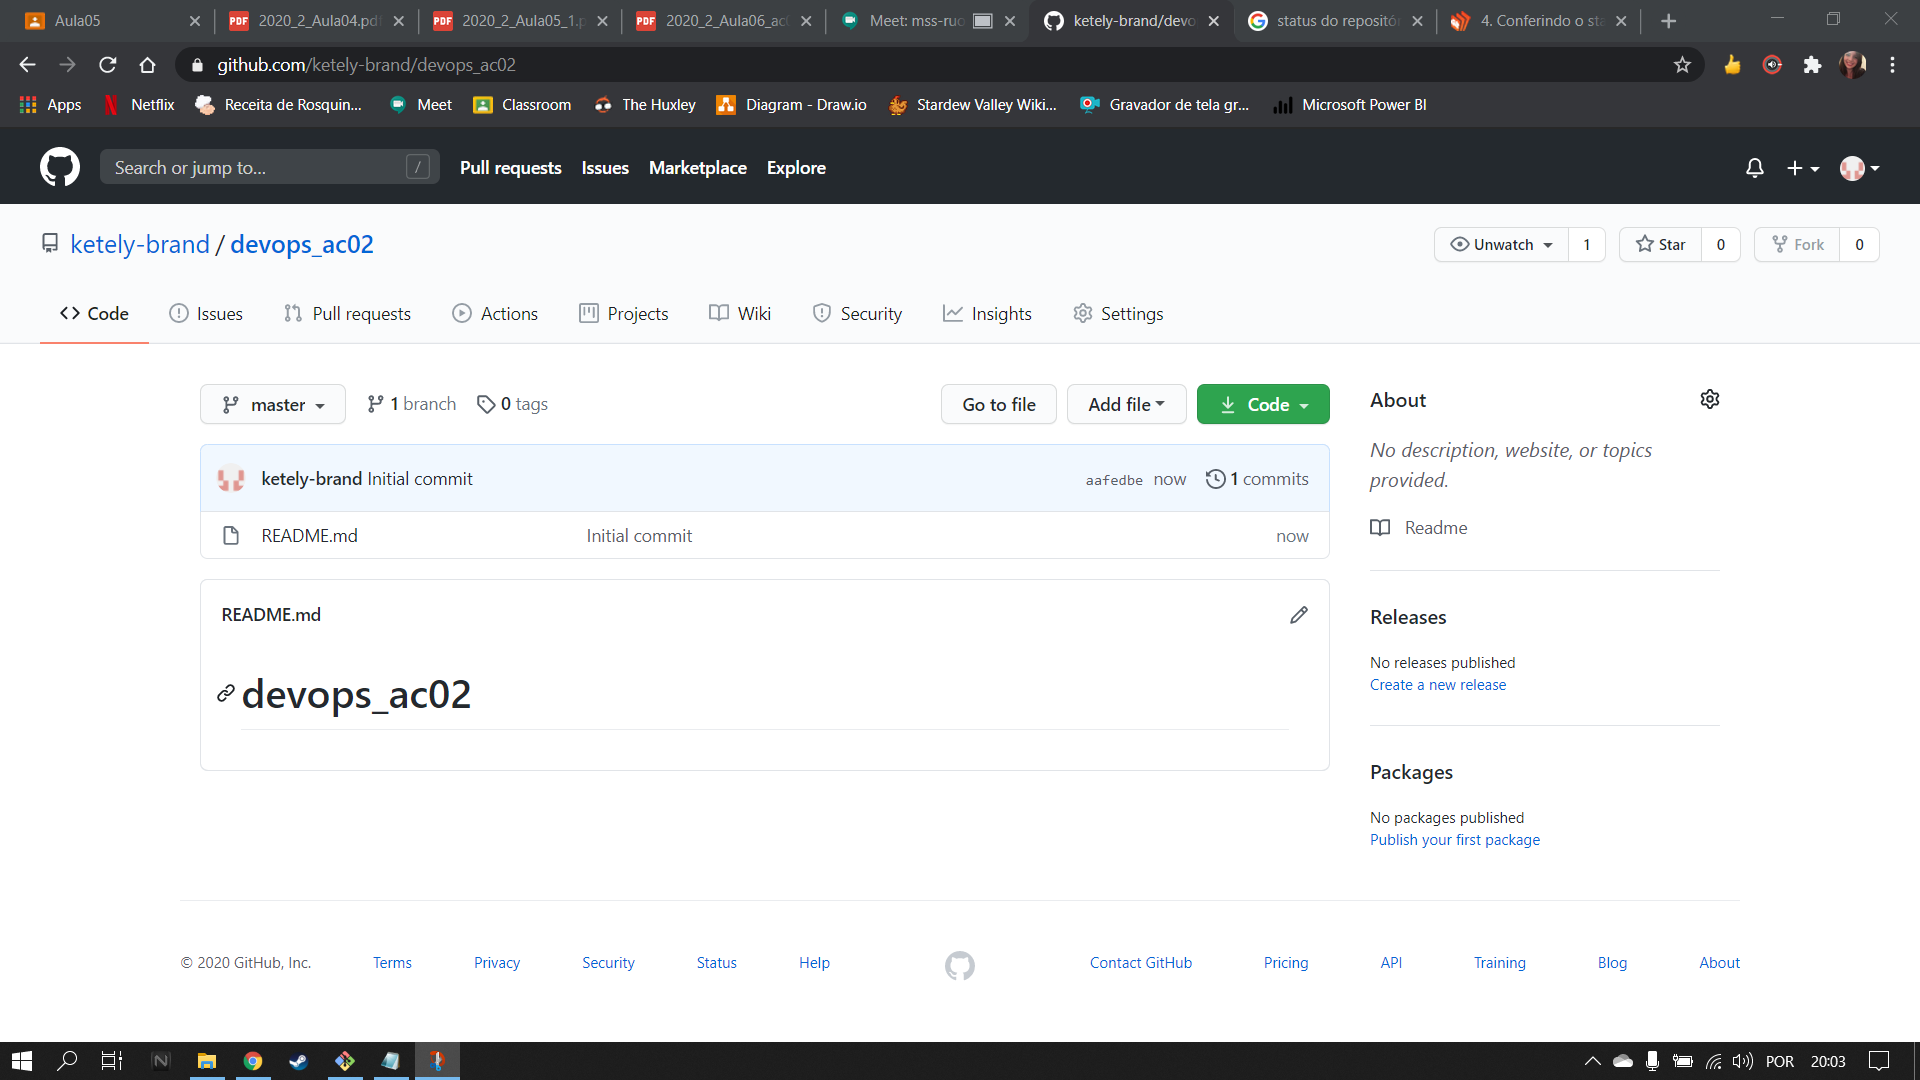 Aula05
2020_2_Aula04.pdf
2020_2_Aula05_1.p
2020_2_Aula06_ac
Meet: mss-ruo
ketely-brand/devo
status do repositó
4. Conferindo o sta
github.com/ketely-brand/devops_ac02
Apps
Netflix
Receita de Rosquin...
Meet
Classroom
The Huxley
Diagram - Draw.io
Stardew Valley Wiki...
Gravador de tela gr...
Microsoft Power BI
Search or jump to... /
Pull requests
Issues
Marketplace
Explore
ketely-brand / devops_ac02
Unwatch 1
Star 0
Fork 0
Code
Issues
Pull requests
Actions
Projects
Wiki
Security
Insights
Settings
master
1 branch
0 tags
Go to file
Add file
Code
ketely-brand Initial commit
aafedbe now
1 commits
README.md
Initial commit
now
README.md
devops_ac02
About
No description, website, or topics
provided.
Readme
Releases
No releases published
Create a new release
Packages
No packages published
Publish your first package
© 2020 GitHub, Inc.
Terms
Privacy
Security
Status
Help
Contact GitHub
Pricing
API
Training
Blog
About
POR
20:03